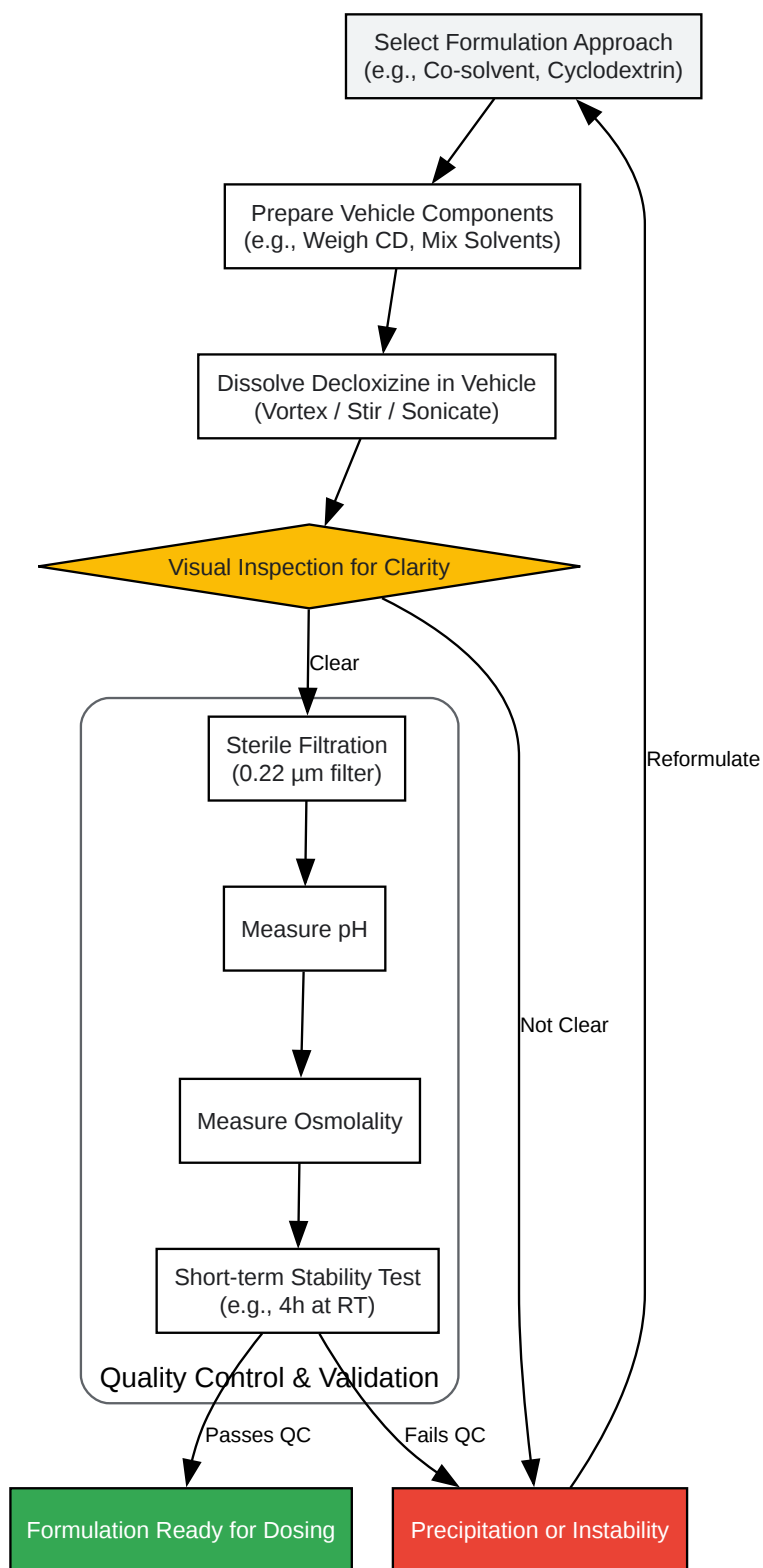 Select Formulation Approach
(e.g., Co-solvent, Cyclodextrin)
Prepare Vehicle Components
(e.g., Weigh CD, Mix Solvents)
Dissolve Decloxizine in Vehicle
(Vortex / Stir / Sonicate)
Visual Inspection for Clarity
Clear
Sterile Filtration
(0.22 µm filter)
Reformulate
Measure pH
Not Clear
Measure Osmolality
Short-term Stability Test
(e.g., 4h at RT)
Quality Control & Validation
Passes QC
Fails QC
Formulation Ready for Dosing
Precipitation or Instability